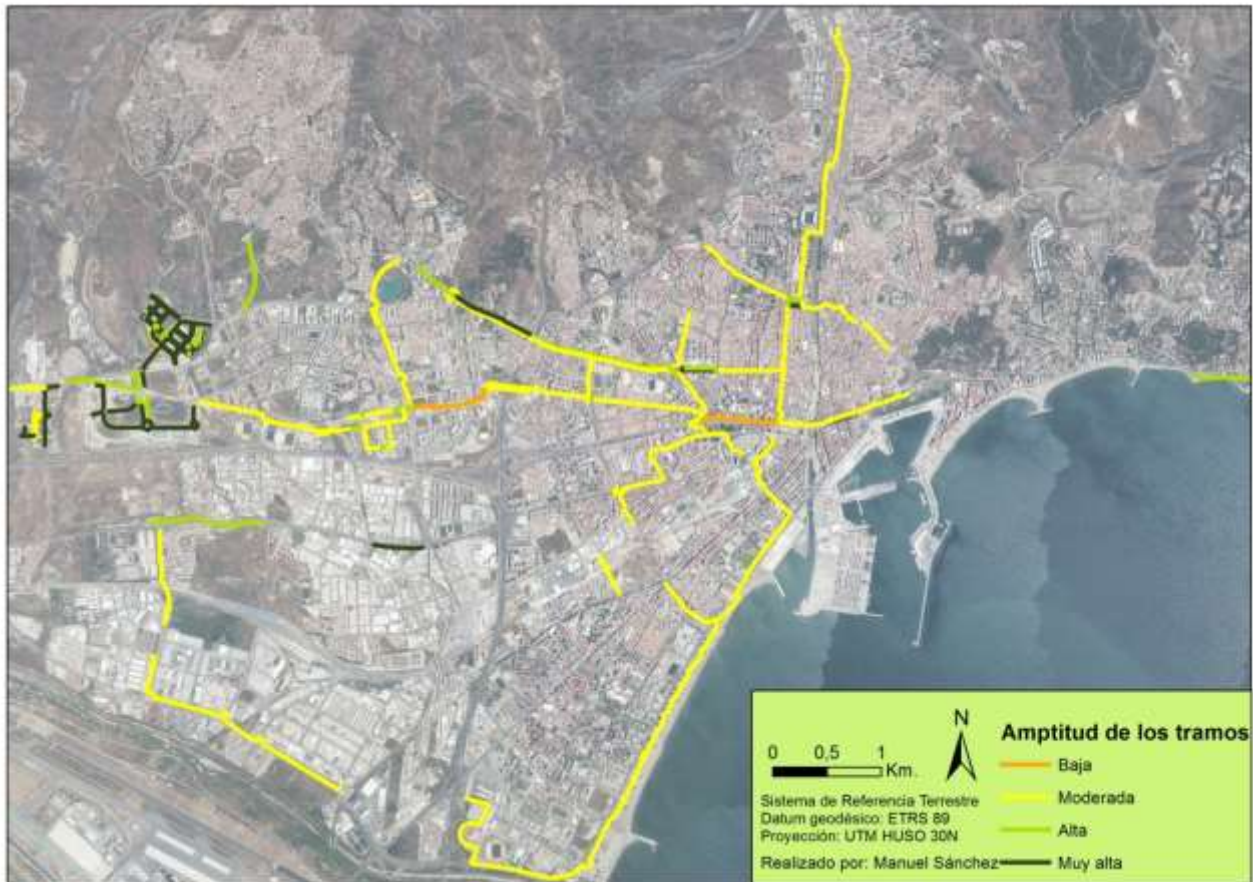 N
Amptitud de los tramos
0 0,5 1
Km.
Baja
Moderada
Alta
Muy alta
Sistema de Referencia Terrestre
Datum geodésico: ETRS 89
Proyección: UTM HUSO 30N
Realizado por: Manuel Sánchez